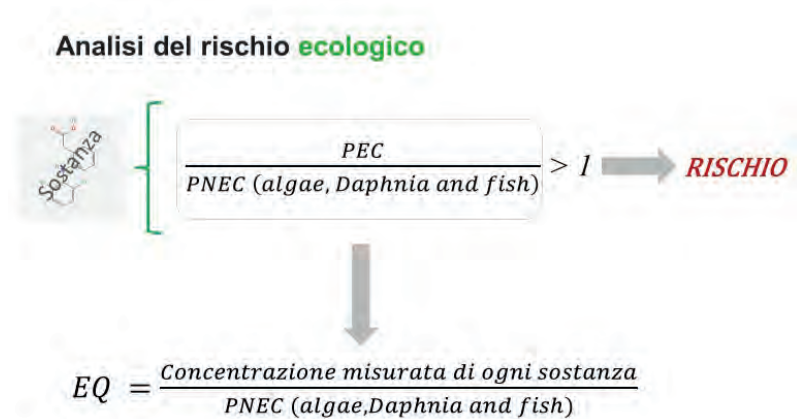 Analisi del rischio ecologico
Sostanza
PEC
PNEC (algae, Daphnia and fish)
> 1
RISCHIO
EQ =
Concentrazione misurata di ogni sostanza
PNEC (algae,Daphnia and fish)